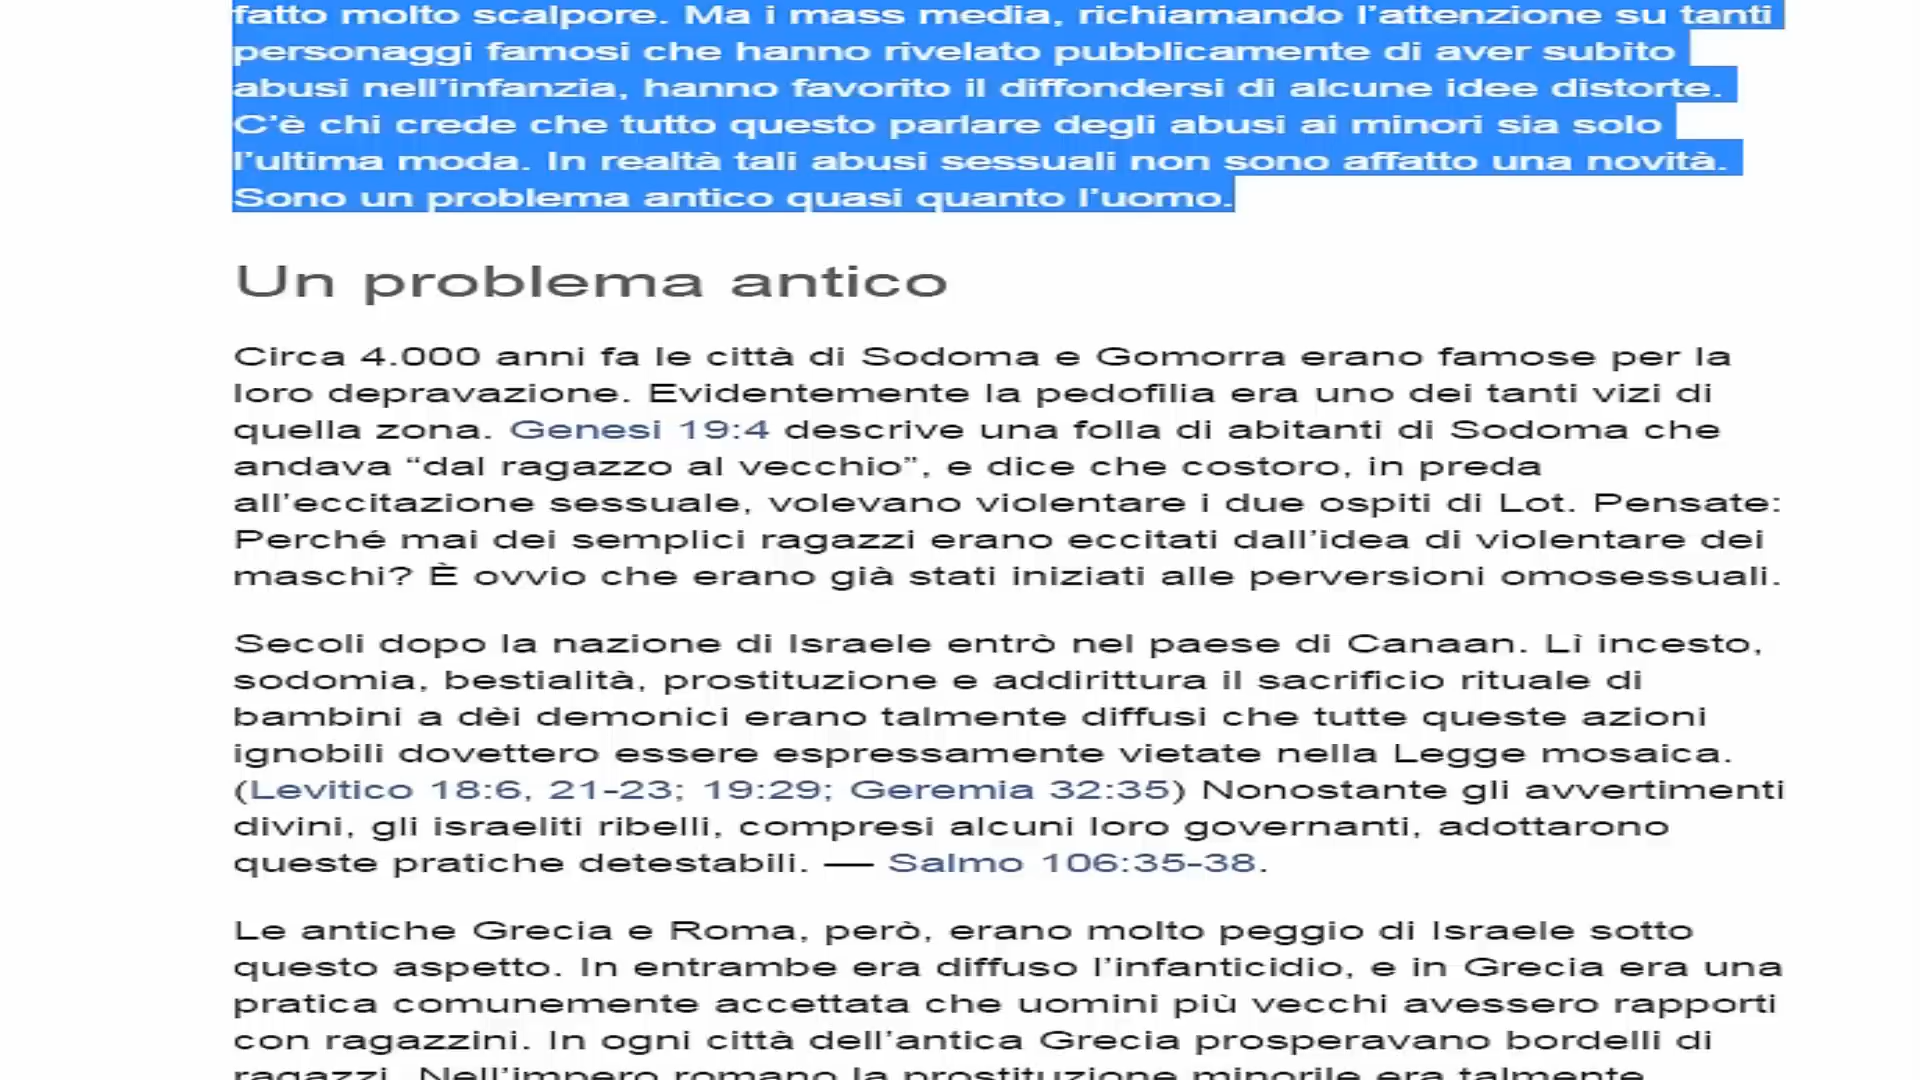 fatto molto scalpore. Ma i mass media, richiamando l’attenzione su tanti
personaggi famosi che hanno rivelato pubblicamente di aver subìto
abusi nell’infanzia, hanno favorito il diffondersi di alcune idee distorte.
C’è chi crede che tutto questo parlare degli abusi ai minori sia solo
l’ultima moda. In realtà tali abusi sessuali non sono affatto una novità.
Sono un problema antico quasi quanto l’uomo.
Un problema antico
Circa 4.000 anni fa le città di Sodoma e Gomorra erano famose per la
loro depravazione. Evidentemente la pedofilia era uno dei tanti vizi di
quella zona. Genesi 19:4 descrive una folla di abitanti di Sodoma che
andava “dal ragazzo al vecchio”, e dice che costoro, in preda
all’eccitazione sessuale, volevano violentare i due ospiti di Lot. Pensate:
Perché mai dei semplici ragazzi erano eccitati dall’idea di violentare dei
maschi? È ovvio che erano già stati iniziati alle perversioni omosessuali.
Secoli dopo la nazione di Israele entrò nel paese di Canaan. Lì incesto,
sodomia, bestialità, prostituzione e addirittura il sacrificio rituale di
bambini a dèi demonici erano talmente diffusi che tutte queste azioni
ignobili dovettero essere espressamente vietate nella Legge mosaica.
(Levitico 18:6, 21-23; 19:29; Geremia 32:35) Nonostante gli avvertimenti
divini, gli israeliti ribelli, compresi alcuni loro governanti, adottarono
queste pratiche detestabili. — Salmo 106:35-38.
Le antiche Grecia e Roma, però, erano molto peggio di Israele sotto
questo aspetto. In entrambe era diffuso l’infanticidio, e in Grecia era una
pratica comunemente accettata che uomini più vecchi avessero rapporti
con ragazzini. In ogni città dell’antica Grecia prosperavano bordelli di
ragazzi. Nell’impero romano la prostituzione minorile era talmente